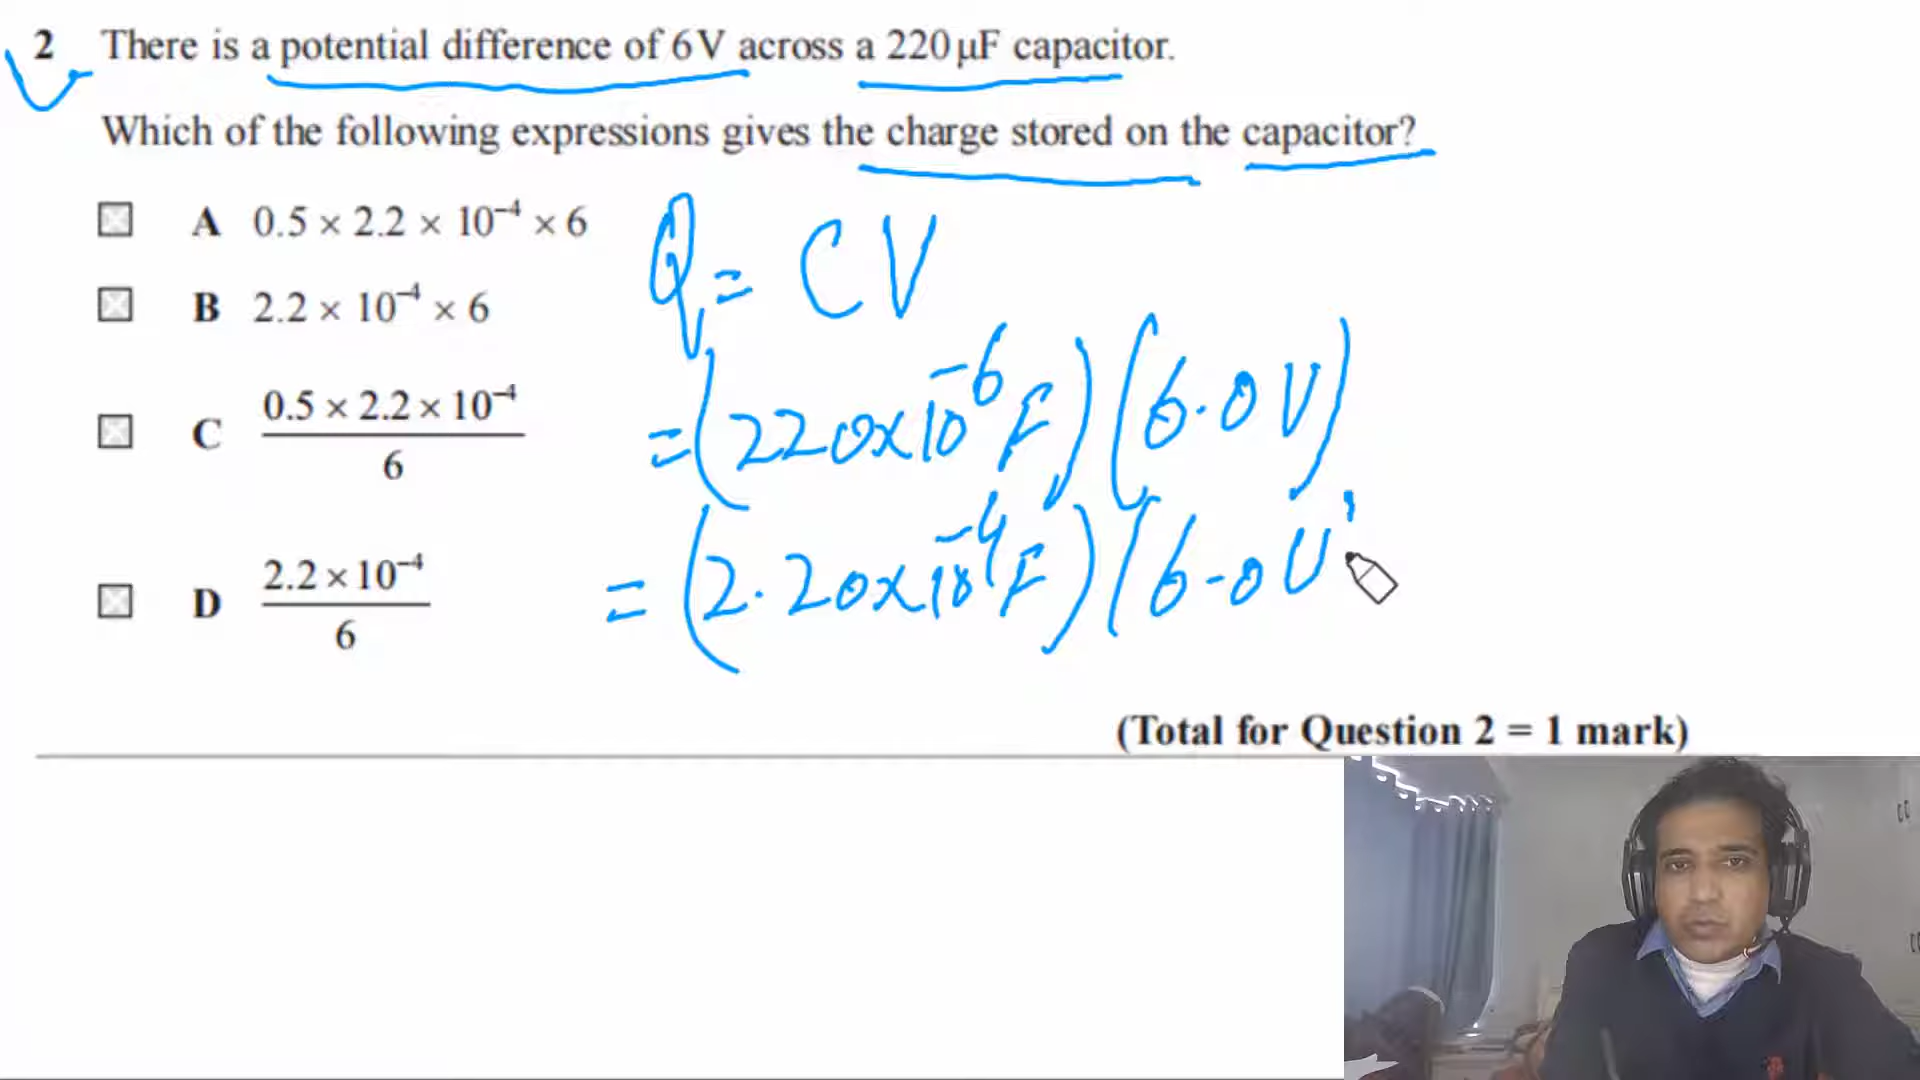 2 There is a potential difference of 6 V across a 220 μF capacitor.
Which of the following expressions gives the charge stored on the capacitor?
A 0.5 × 2.2 × 10⁻⁴ × 6
B 2.2 × 10⁻⁴ × 6
C 0.5 × 2.2 × 10⁻⁴
6
D 2.2 × 10⁻⁴
6
Q = CV
= (220 × 10⁻⁶ F) (6.0 V)
= (2.20 × 10⁻⁴ F) (6.0 V
(Total for Question 2 = 1 mark)